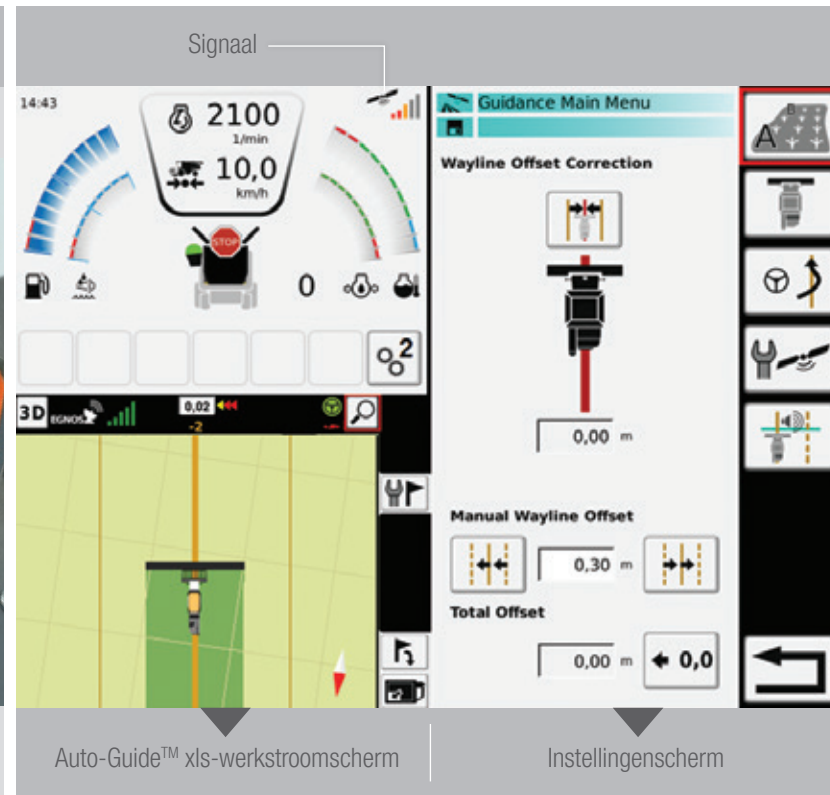 Signaal
14:43
2100
1/min
10,0
km/h
STOP
0
2
3D EGNOS 0,02
-2
Guidance Main Menu
Wayline Offset Correction
0,00 m
Manual Wayline Offset
0,30 m
Total Offset
0,00 m 0,0
A B
Auto-Guide™ xls-werkstroomscherm
Instellingenscherm